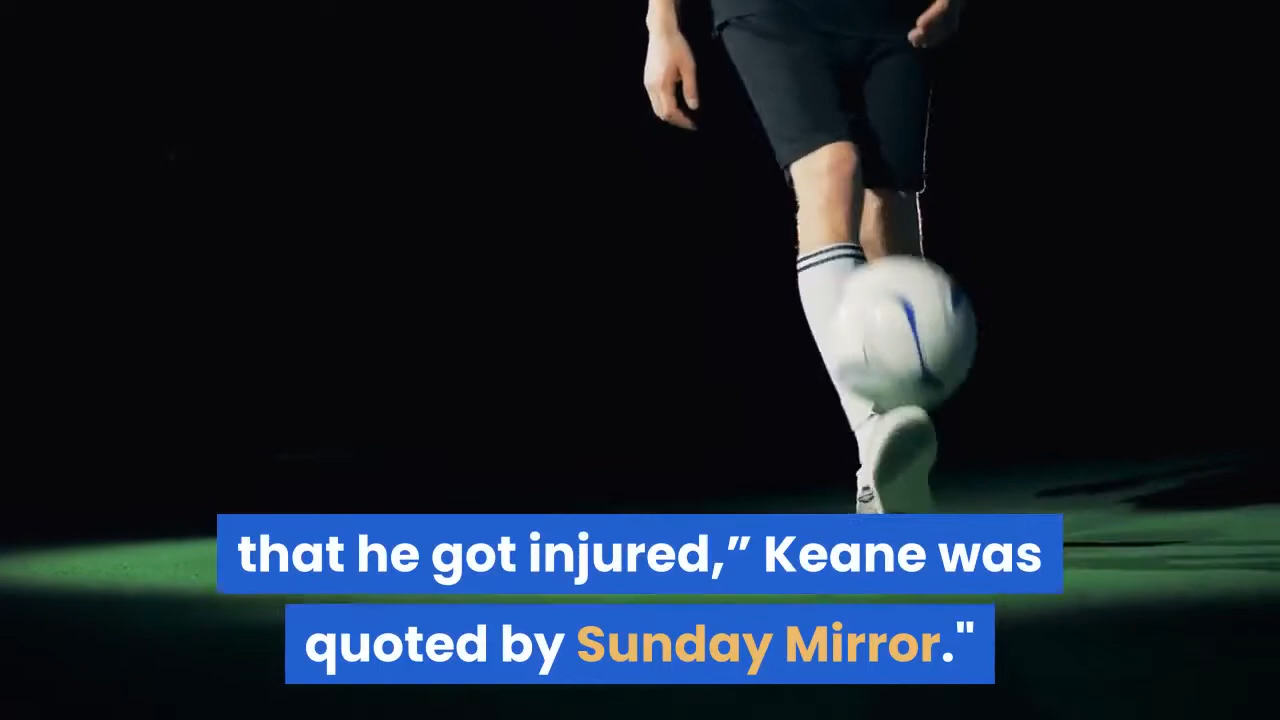 that he got injured,” Keane was
quoted by Sunday Mirror."